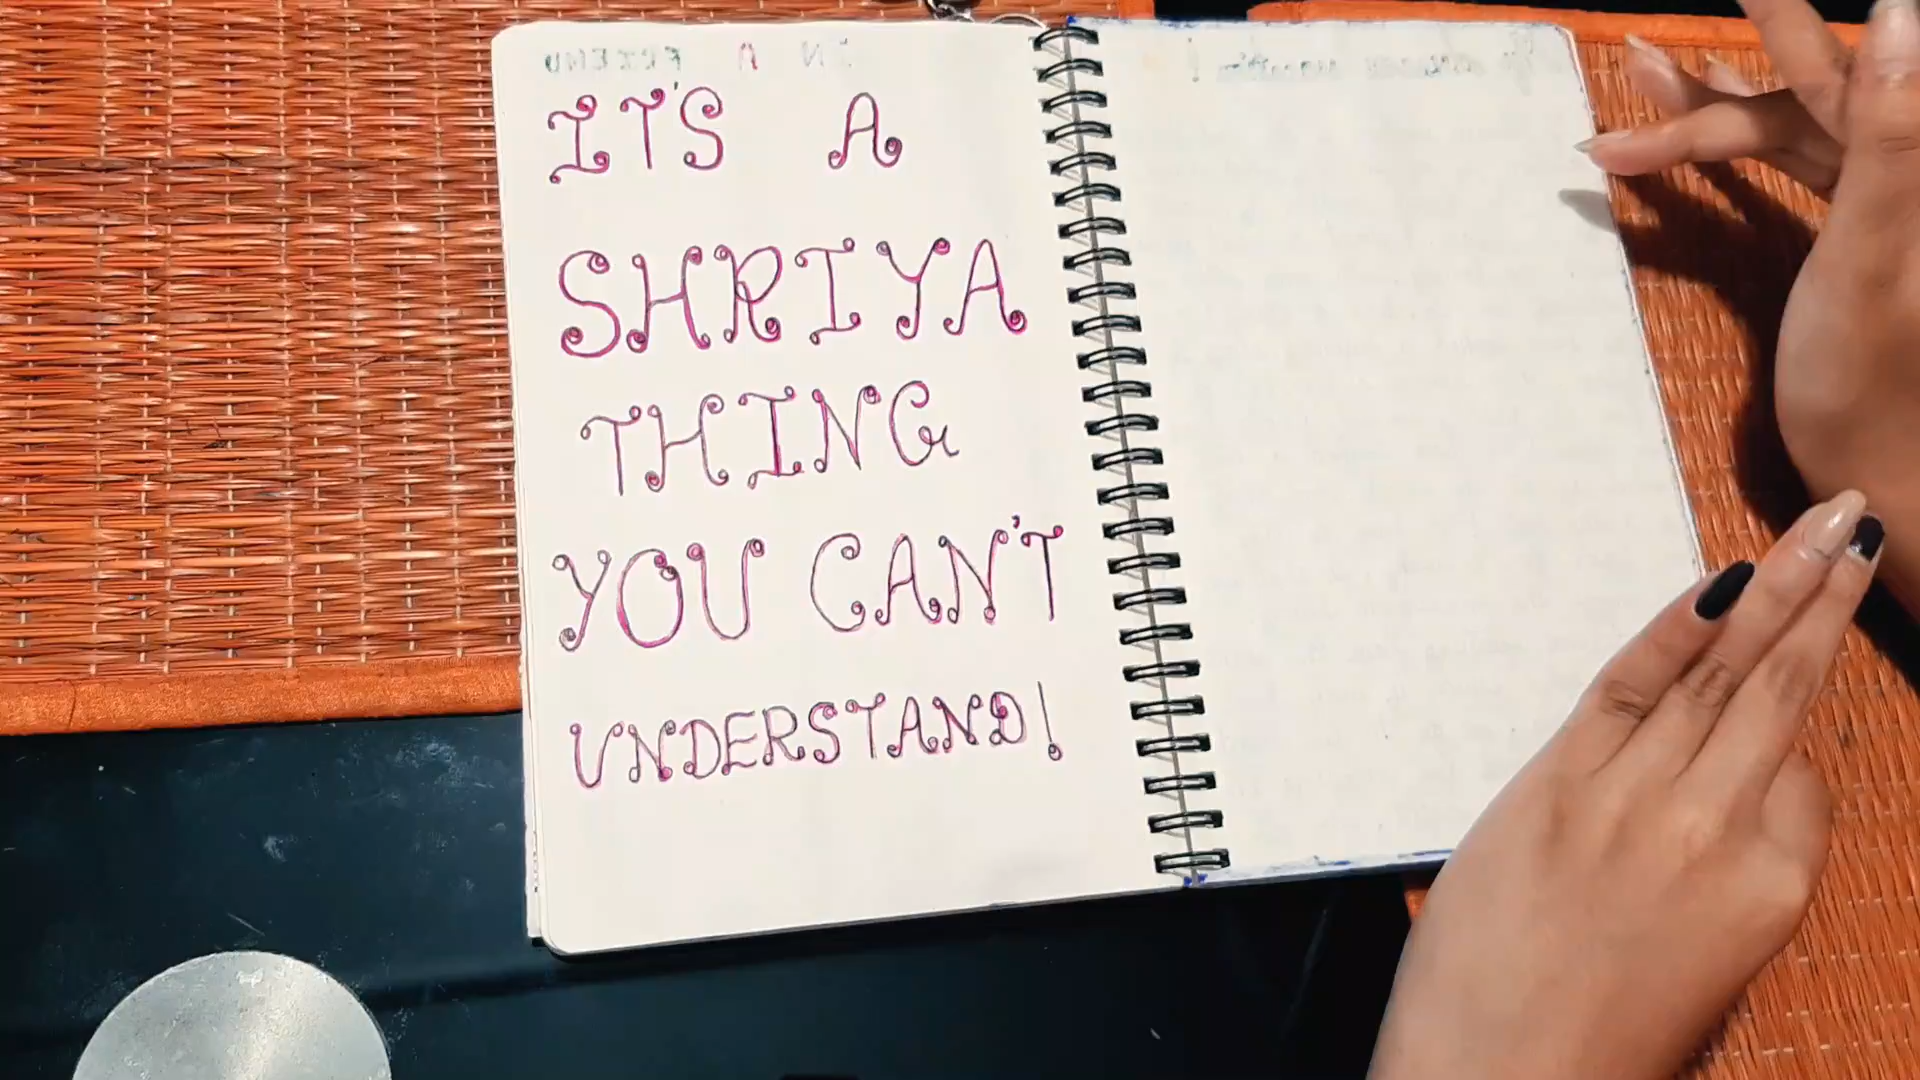 IT'S A
SHRIYA
THING
YOU CAN'T
UNDERSTAND!